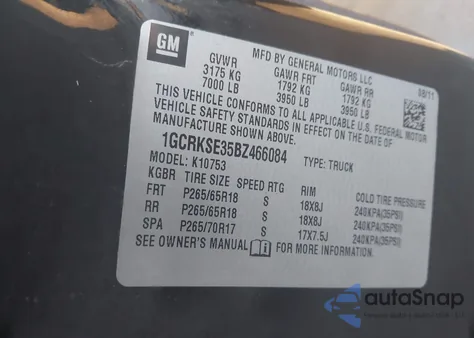 GM
MFD BY GENERAL MOTORS LLC
08/11
GVWR GAWR FRT GAWR RR
3175 KG 1792 KG 1792 KG
7000 LB 3950 LB 3950 LB
THIS VEHICLE CONFORMS TO ALL APPLICABLE U.S. FEDERAL MOTOR
VEHICLE SAFETY STANDARDS IN EFFECT ON THE DATE OF
MANUFACTURE SHOWN ABOVE.
1GCRKSE35BZ466084 TYPE: TRUCK
MODEL: K10753
KGBR TIRE SIZE SPEED RTG RIM COLD TIRE PRESSURE
FRT P265/65R18 S 18X8J 240KPA(35PSI)
RR P265/65R18 S 18X8J 240KPA(35PSI)
SPA P265/70R17 S 17X7.5J 240KPA(35PSI)
SEE OWNER'S MANUAL FOR MORE INFORMATION.
autoSnap